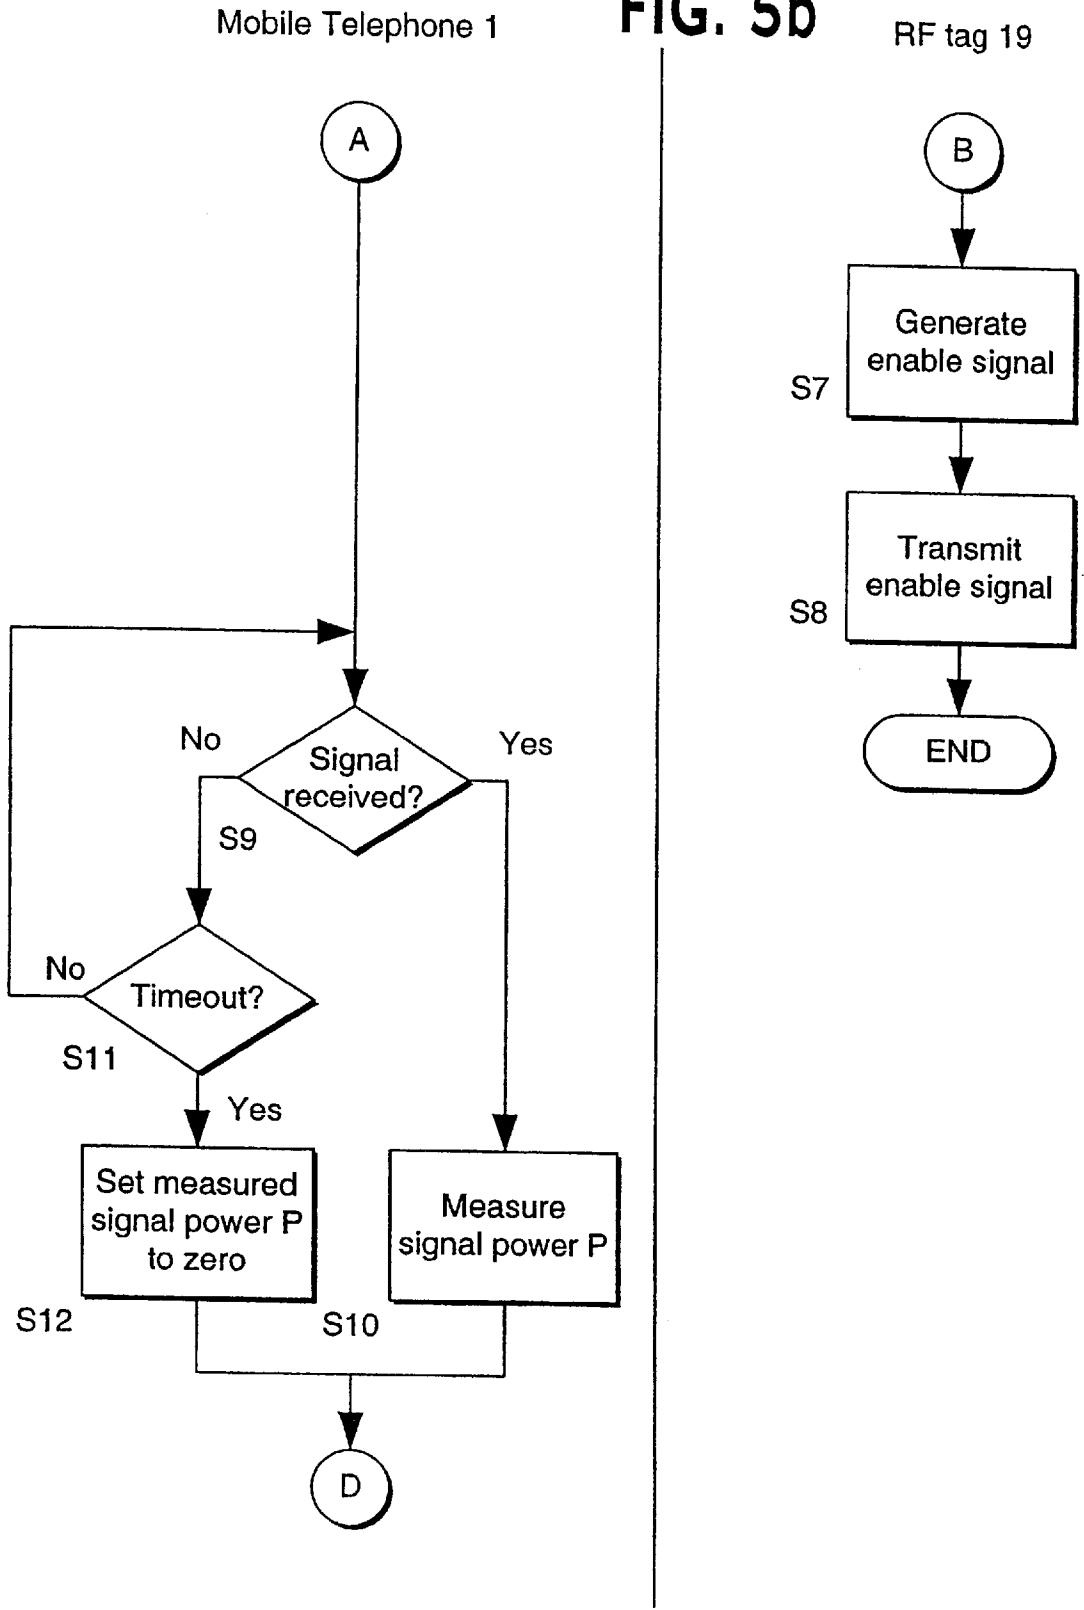 Mobile Telephone 1
FIG. 5b
RF tag 19
A
B
Generate
enable signal
S7
Transmit
enable signal
S8
END
No
Signal
received?
Yes
S9
No
Timeout?
S11
Yes
Set measured
signal power P
to zero
S12
Measure
signal power P
S10
D